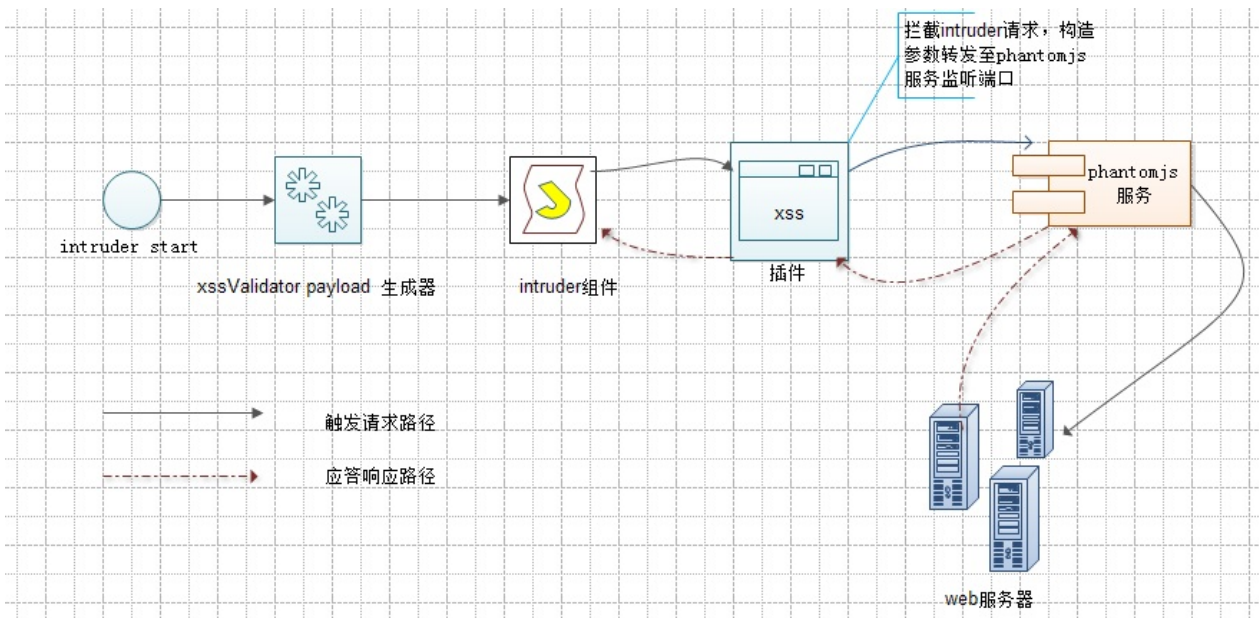 拦截intruder请求，构造
参数转发至phantomjs
服务监听端口
phantomjs
服务
xss
intruder start
插件
xssValidator payload 生成器
intruder组件
触发请求路径
应答响应路径
web服务器